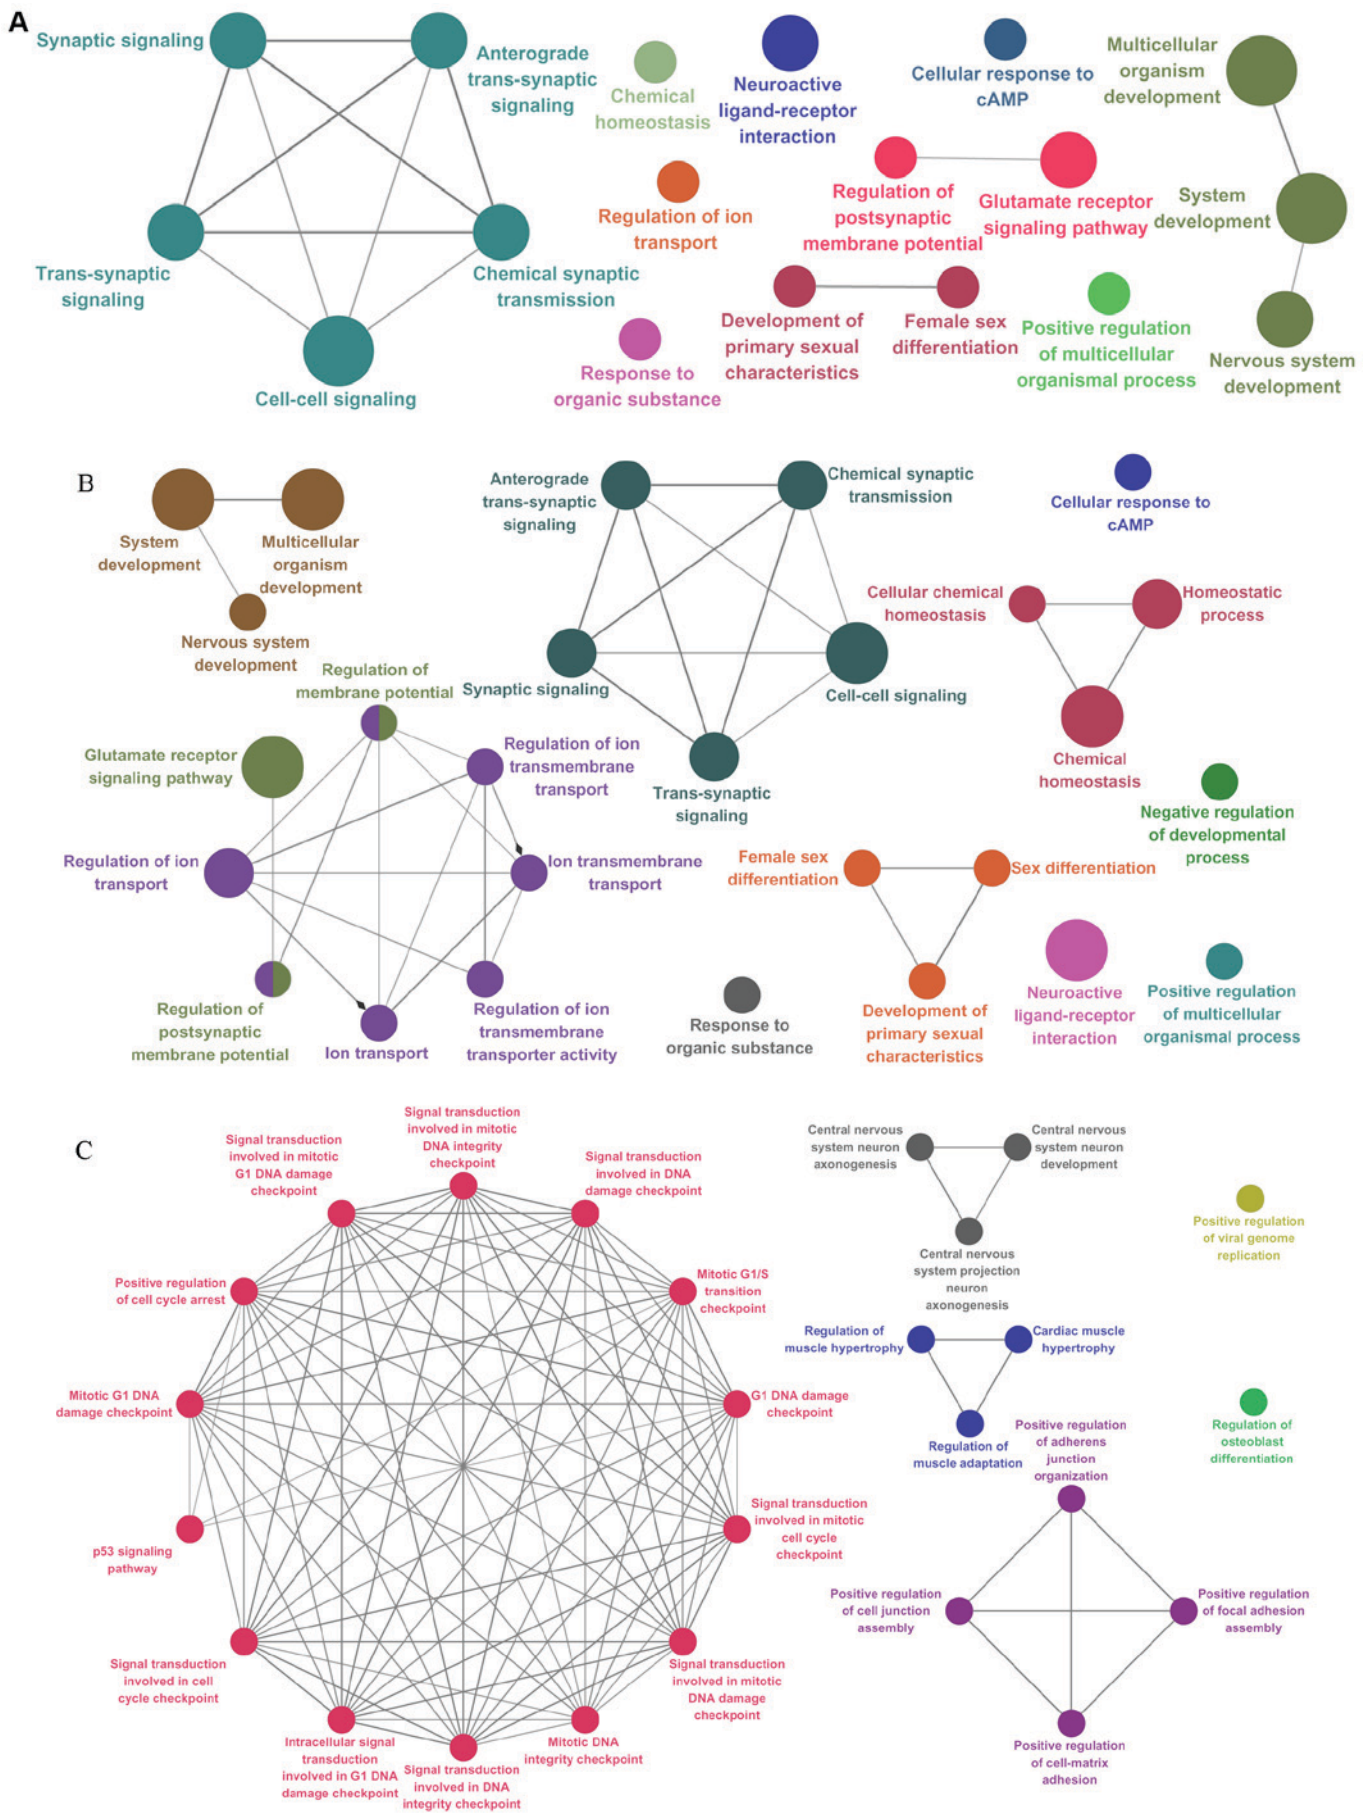 A
Synaptic signaling
Anterograde
trans-synaptic
signaling
Trans-synaptic
signaling
Chemical synaptic
transmission
Cell-cell signaling
Chemical
homeostasis
Neuroactive
ligand-receptor
interaction
Cellular response to
cAMP
Multicellular
organism
development
Regulation of ion
transport
Regulation of
postsynaptic
membrane potential
Glutamate receptor
signaling pathway
System
development
Development of
primary sexual
characteristics
Female sex
differentiation
Positive regulation
of multicellular
organismal process
Response to
organic substance
Nervous system
development
B
System
development
Multicellular
organism
development
Nervous system
development
Anterograde
trans-synaptic
signaling
Chemical synaptic
transmission
Synaptic signaling
Cell-cell signaling
Trans-synaptic
signaling
Cellular response to
cAMP
Cellular chemical
homeostasis
Homeostatic
process
Chemical
homeostasis
Negative regulation
of developmental
process
Regulation of
membrane potential
Glutamate receptor
signaling pathway
Regulation of ion
transmembrane
transport
Regulation of ion
transport
Ion transmembrane
transport
Regulation of
postsynaptic
membrane potential
Ion transport
Regulation of ion
transmembrane
transporter activity
Female sex
differentiation
Sex differentiation
Development of
primary sexual
characteristics
Response to
organic substance
Neuroactive
ligand-receptor
interaction
Positive regulation
of multicellular
organismal process
C
Signal transduction
involved in mitotic
DNA integrity
checkpoint
Signal transduction
involved in mitotic
G1 DNA damage
checkpoint
Signal transduction
involved in DNA
damage checkpoint
Positive regulation
of cell cycle arrest
Mitotic G1/S
transition
checkpoint
Mitotic G1 DNA
damage checkpoint
G1 DNA damage
checkpoint
p53 signaling
pathway
Signal transduction
involved in mitotic
cell cycle
checkpoint
Signal transduction
involved in cell
cycle checkpoint
Signal transduction
involved in mitotic
DNA damage
checkpoint
Intracellular signal
transduction
involved in G1 DNA
damage checkpoint
Signal transduction
involved in DNA
integrity checkpoint
Mitotic DNA
integrity checkpoint
Central nervous
system neuron
axonogenesis
Central nervous
system neuron
development
Central nervous
system projection
neuron
axonogenesis
Positive regulation
of viral genome
replication
Regulation of
muscle hypertrophy
Cardiac muscle
hypertrophy
Regulation of
muscle adaptation
Regulation of
osteoblast
differentiation
Positive regulation
of adherens
junction
organization
Positive regulation
of cell junction
assembly
Positive regulation
of focal adhesion
assembly
Positive regulation
of cell-matrix
adhesion